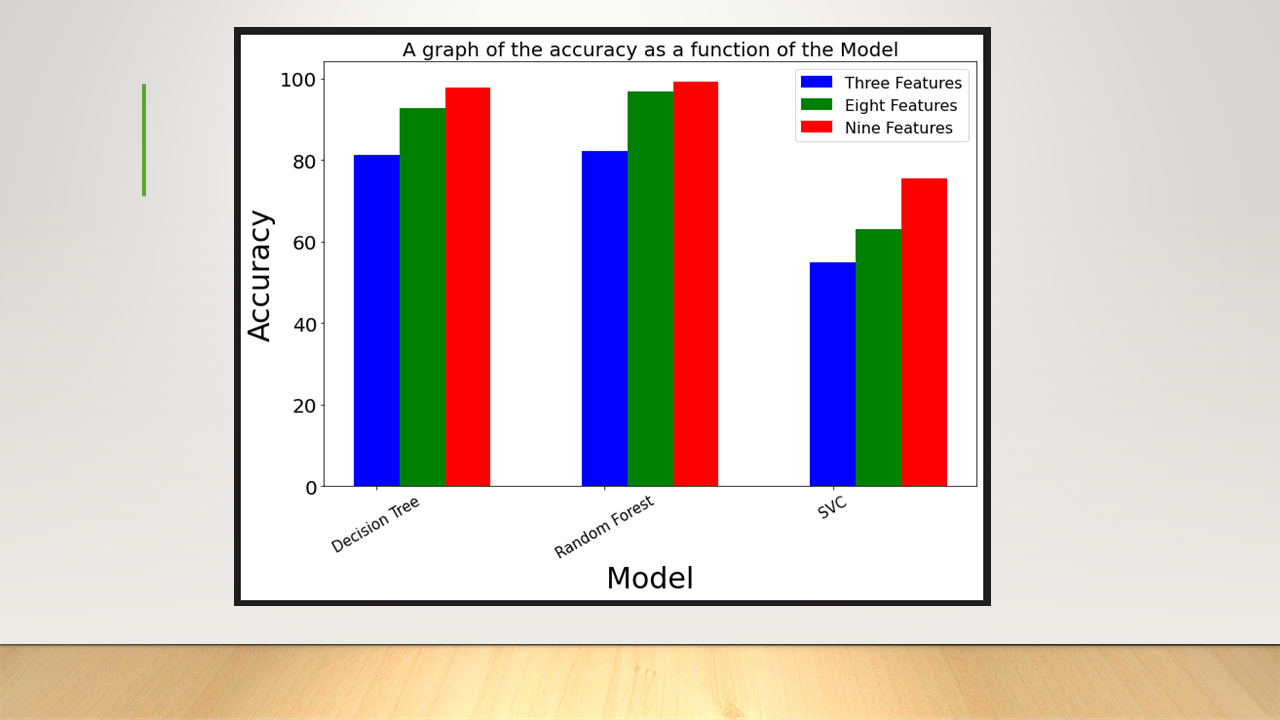 A graph of the accuracy as a function of the Model
Three Features
Eight Features
Nine Features
Accuracy
100
80
60
40
20
0
Decision Tree
Random Forest
SVC
Model